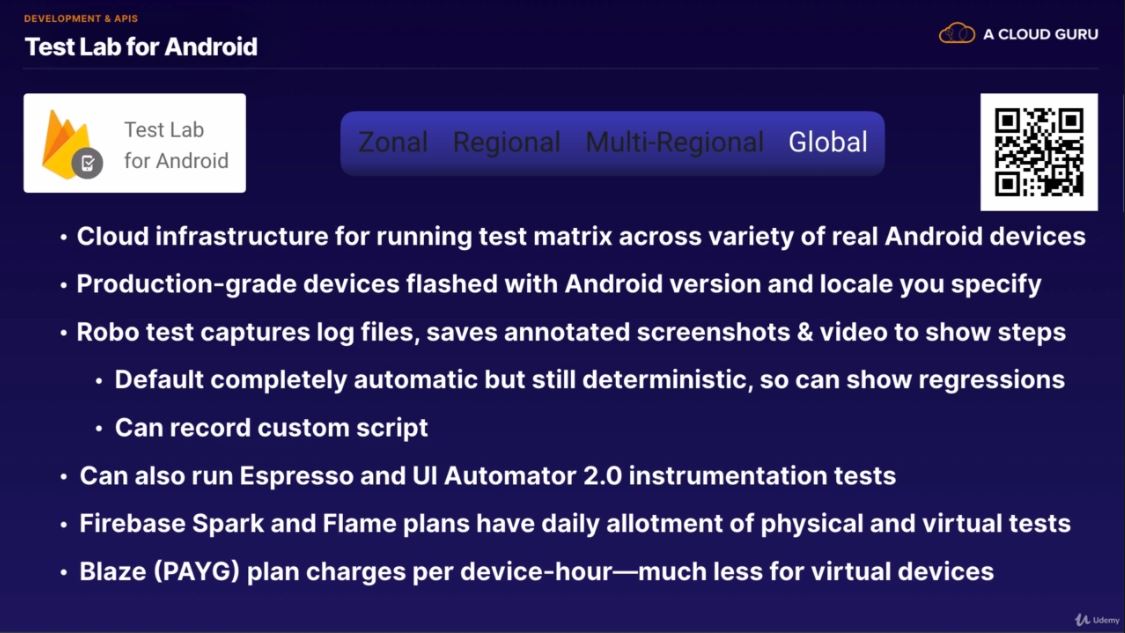 DEVELOPMENT & APIS
Test Lab for Android
A CLOUD GURU
Test Lab
for Android
Zonal Regional Multi-Regional Global
• Cloud infrastructure for running test matrix across variety of real Android devices
• Production-grade devices flashed with Android version and locale you specify
• Robo test captures log files, saves annotated screenshots & video to show steps
• Default completely automatic but still deterministic, so can show regressions
• Can record custom script
• Can also run Espresso and UI Automator 2.0 instrumentation tests
• Firebase Spark and Flame plans have daily allotment of physical and virtual tests
• Blaze (PAYG) plan charges per device-hour—much less for virtual devices
Udemy